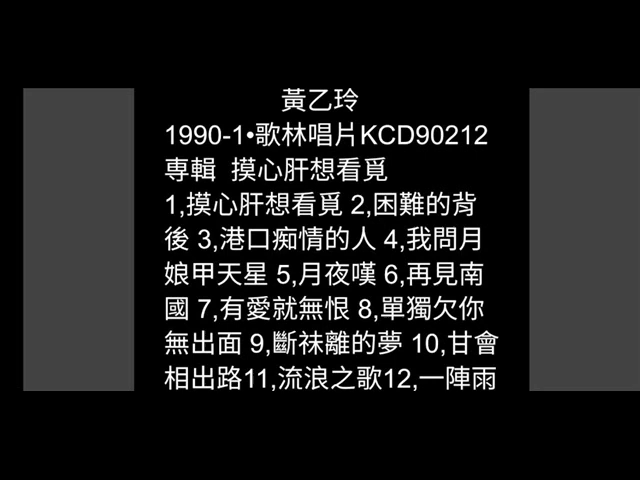 黃乙玲
1990-1•歌林唱片KCD90212
専輯 摸心肝想看覓
1,摸心肝想看覓 2,困難的背
後 3,港口痴情的人 4,我問月
娘甲天星 5,月夜嘆 6,再見南
國 7,有愛就無恨 8,單獨欠你
無出面 9,斷袜離的夢 10,甘會
相出路11,流浪之歌12,一陣雨